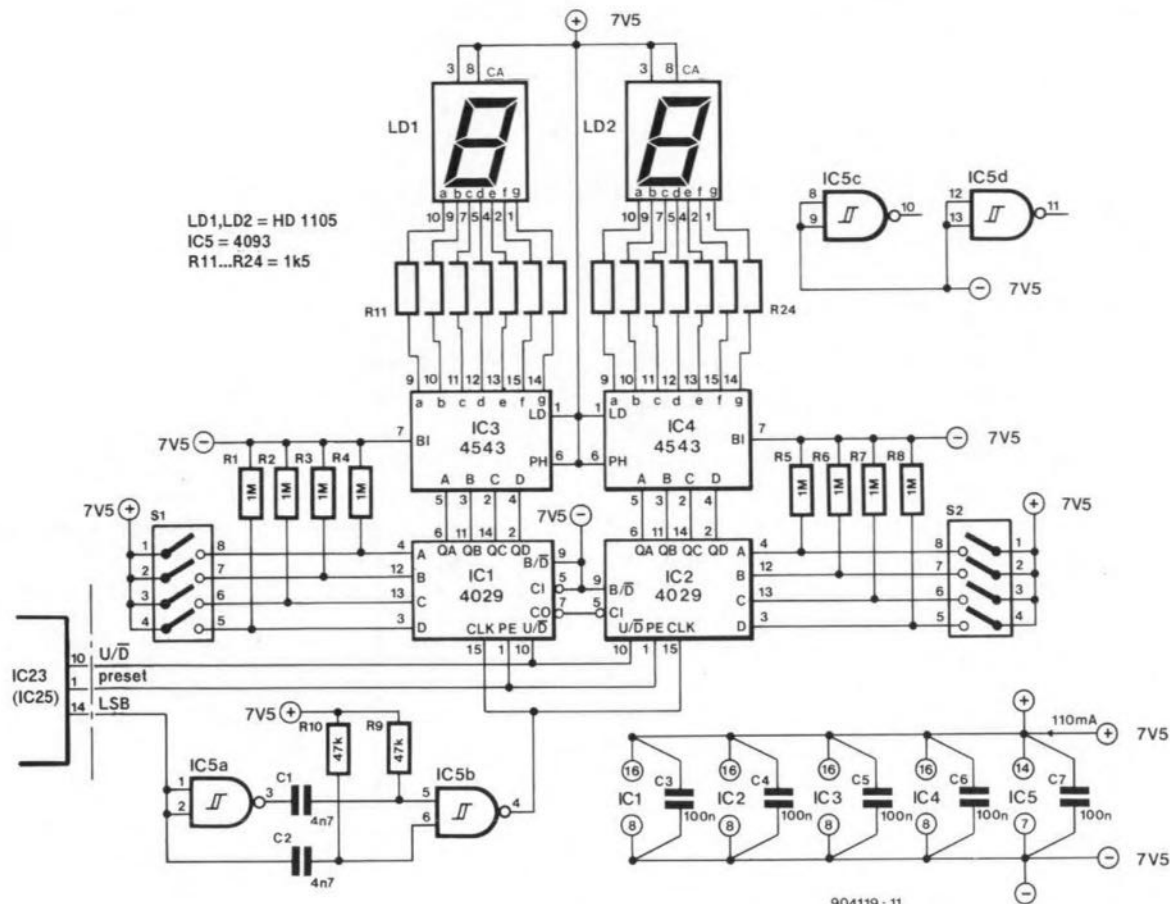 7V5
3 8 CA
3 8 CA
LD1
LD2
a b c d e f g
a b c d e f g
10 9 7 5 4 2 1
10 9 7 5 4 2 1
IC5c
8
9
10
IC5d
12
13
11
7V5
LD1,LD2 = HD 1105
IC5 = 4093
R11...R24 = 1k5
R11
R24
9 10 11 12 13 15 14
9 10 11 12 13 15 14
a b c d e f g
a b c d e f g
IC3
4543
LD 1
PH 6
7 BI
A B C D
5 3 2 4
IC4
4543
1 LD
6 PH
BI 7
A B C D
5 3 2 4
7V5
R1 R2 R3 R4
1M 1M 1M 1M
7V5
R5 R6 R7 R8
1M 1M 1M 1M
7V5
7V5
S1
1 8
2 7
3 6
4 5
7V5
S2
8 1
7 2
6 3
5 4
6 11 14 2
QA QB QC QD
4 A
12 B
13 C
3 D
IC1
4029
B/D̅ 9
CI 5
CO 7
CLK PE U/D̅
15 1 10
6 11 14 2
QA QB QC QD
IC2
4029
9 B/D̅
5 CI
A 4
B 12
C 13
D 3
U/D̅ PE CLK
10 1 15
IC23
(IC25)
10 U/D̅
1 preset
14 LSB
7V5
R10
47k
R9
47k
IC5a
1
2
3
C1
4n7
C2
4n7
IC5b
5
6
4
110mA
7V5
16 16 16 16 14
IC1 IC2 IC3 IC4 IC5
C3 C4 C5 C6 C7
100n 100n 100n 100n 100n
8 8 8 8 7
7V5
904119 - 11